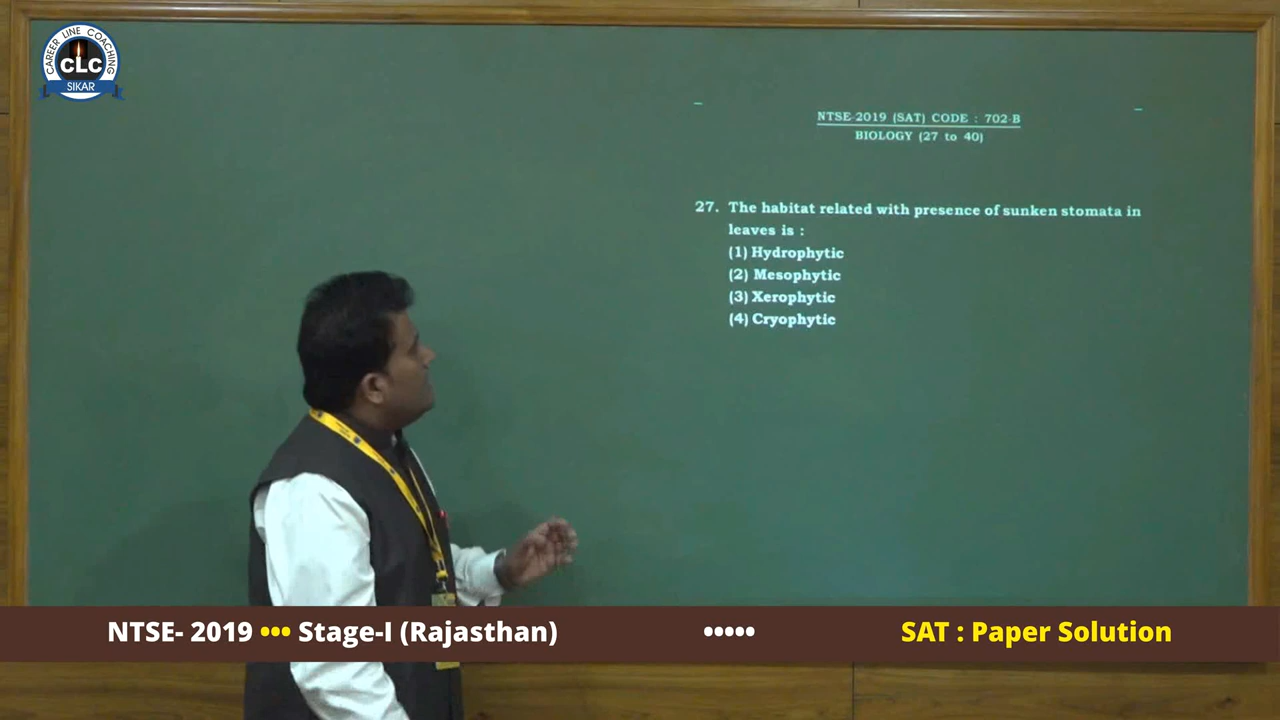 CAREER LINE COACHING
CLC
SIKAR
NTSE-2019 (SAT) CODE : 702-B
BIOLOGY (27 to 40)
27. The habitat related with presence of sunken stomata in
leaves is :
(1) Hydrophytic
(2) Mesophytic
(3) Xerophytic
(4) Cryophytic
NTSE- 2019 ••• Stage-I (Rajasthan) ••••• SAT : Paper Solution